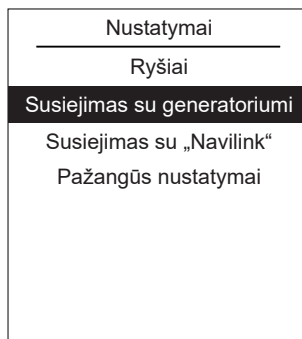 Nustatymai
Ryšiai
Susiejimas su generatoriumi
Susiejimas su „Navilink“
Pažangūs nustatymai